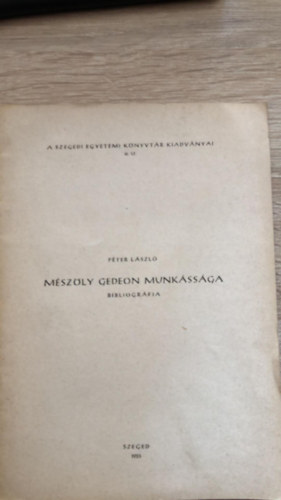 A SZEGEDI EGYETEMI KÖNYVTÁR KIADVÁNYAI
PÉTER LÁSZLÓ
MÉSZÖLY GEDEON MUNKÁSSÁGA
BIBLIOGRÁFIA
SZEGED